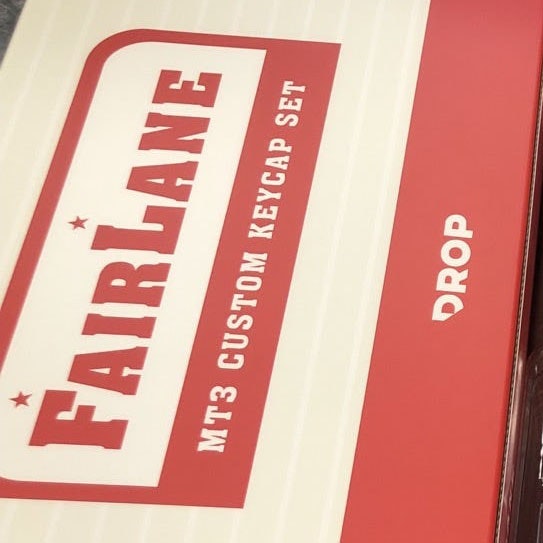 FAIRLANE
MT3 CUSTOM KEYCAP SET
DROP